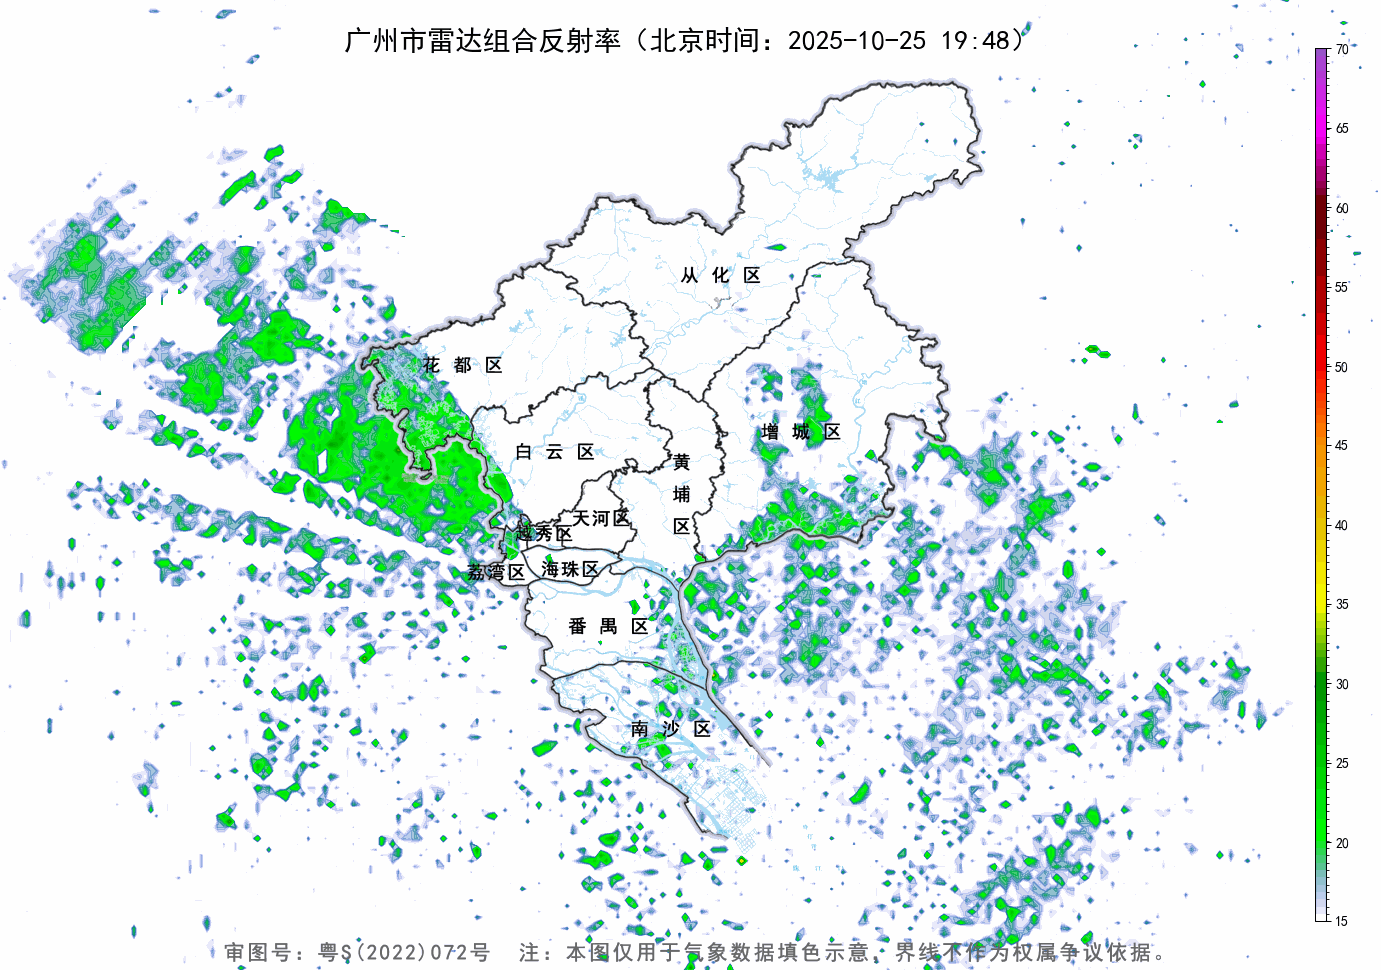 广州市雷达组合反射率（北京时间：2025-10-25 19:48）
70
65
60
55
50
45
40
35
30
25
20
15
从 化 区
花 都 区
增 城 区
白 云 区
黄
埔
区
天河区
越秀区
海珠区
荔湾区
番 禺 区
南 沙 区
审图号：粤S(2022)072号 注：本图仅用于气象数据填色示意，界线不作为权属争议依据。